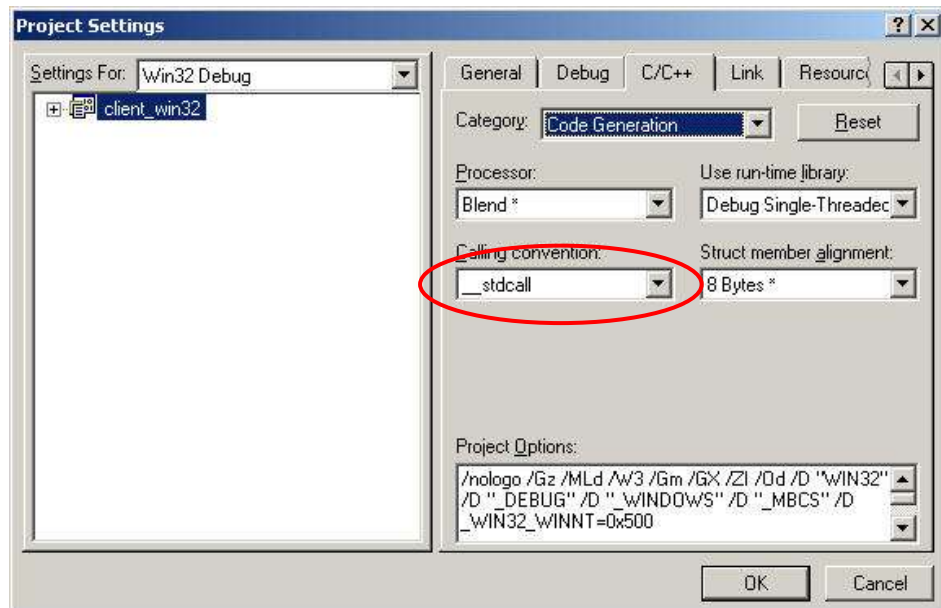 Project Settings
Settings For: Win32 Debug
client_win32
General Debug C/C++ Link Resourc
Category: Code Generation Reset
Processor: Use run-time library:
Blend * Debug Single-Threadec
Calling convention: Struct member alignment:
__stdcall 8 Bytes *
Project Options:
/nologo /Gz /MLd /W3 /Gm /GX /ZI /Od /D "WIN32"
/D "_DEBUG" /D "_WINDOWS" /D "_MBCS" /D
_WIN32_WINNT=0x500
OK Cancel